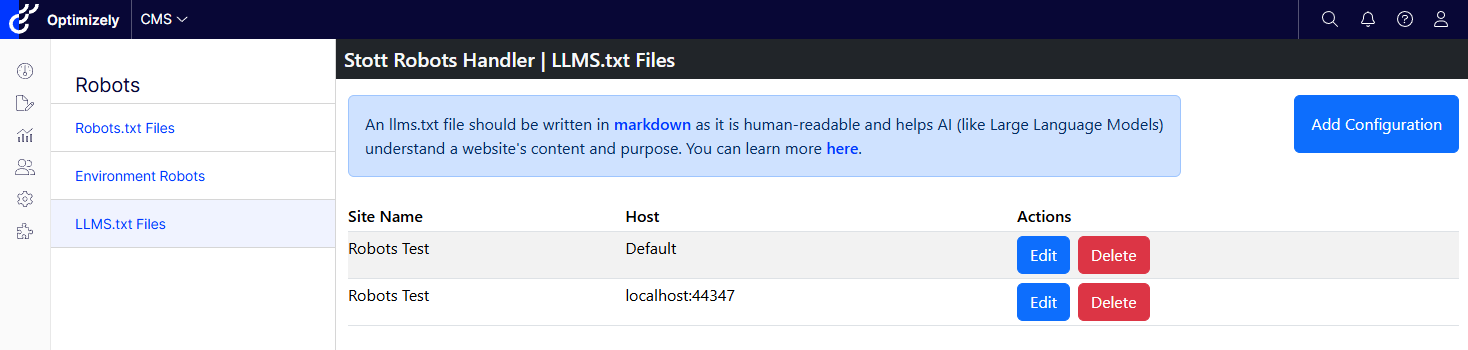 Optimizely CMS
Robots
Robots.txt Files
Environment Robots
LLMS.txt Files
Stott Robots Handler | LLMS.txt Files
An llms.txt file should be written in markdown as it is human-readable and helps AI (like Large Language Models)
understand a website's content and purpose. You can learn more here.
Add Configuration
Site Name Host Actions
Robots Test Default Edit Delete
Robots Test localhost:44347 Edit Delete